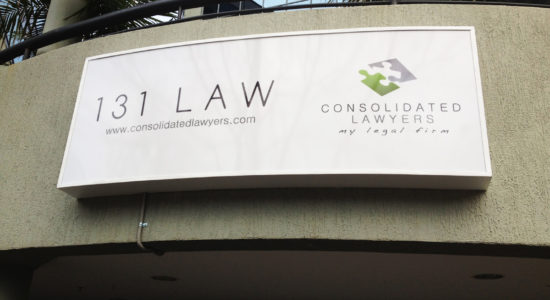 131 LAW
www.consolidatedlawyers.com
CONSOLIDATED
LAWYERS
my legal firm